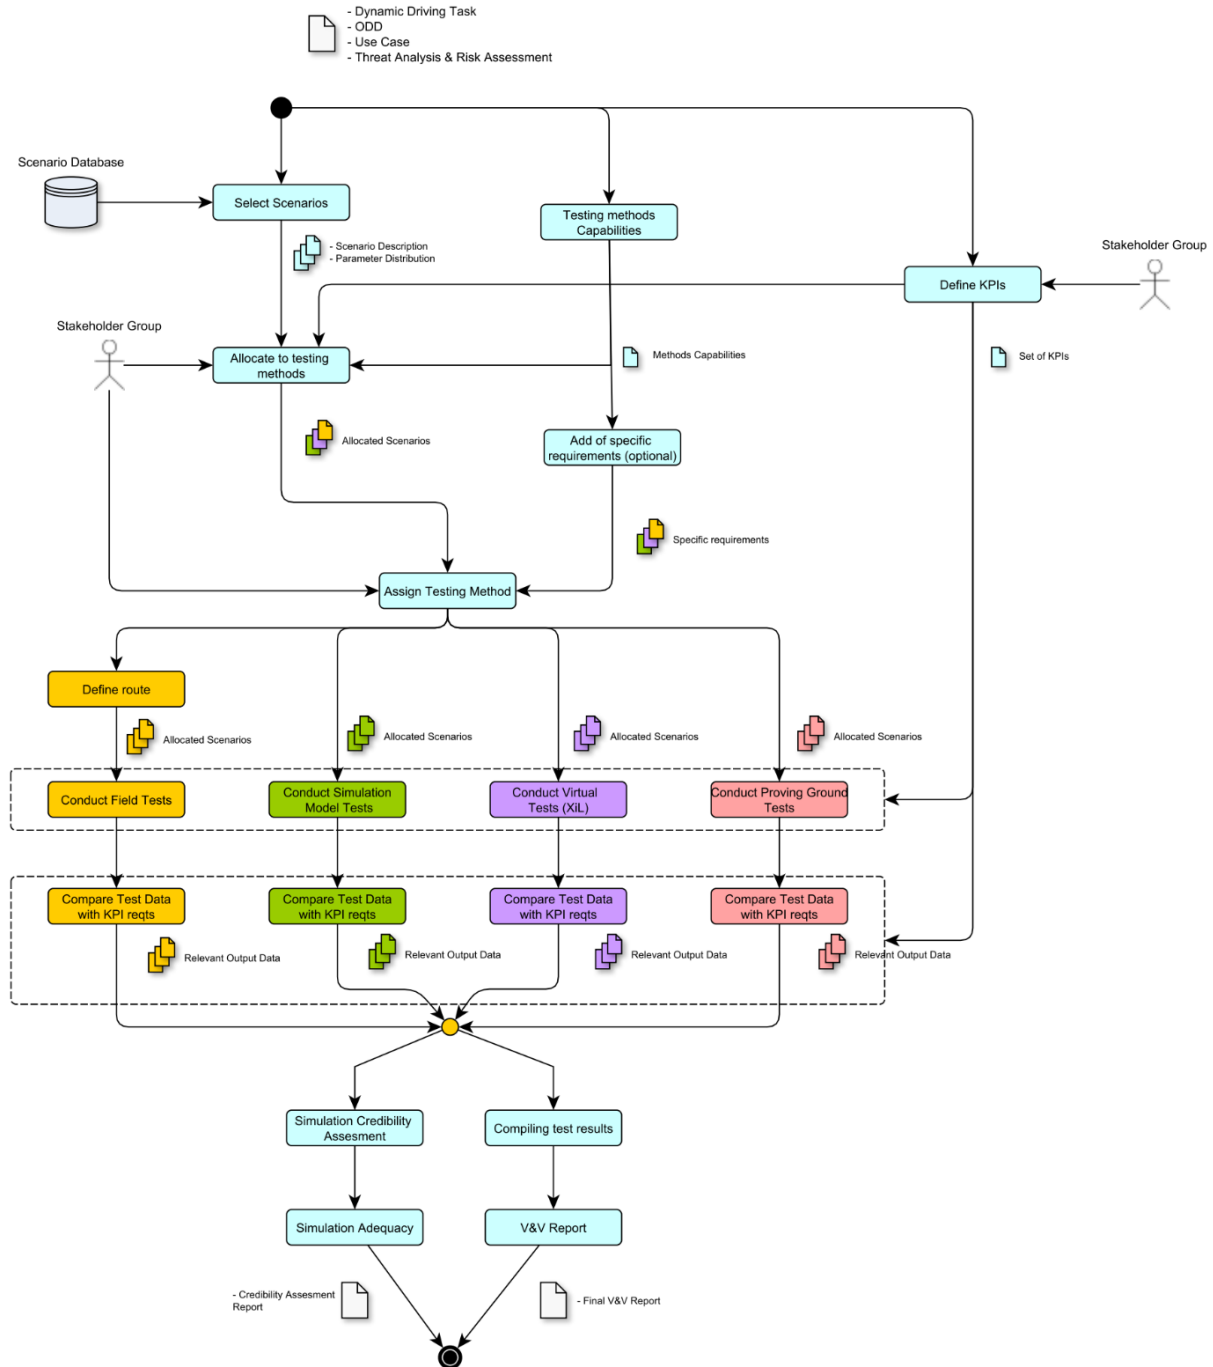 - Dynamic Driving Task
- ODD
- Use Case
- Threat Analysis & Risk Assessment
Scenario Database
Select Scenarios
Testing methods
Capabilities
- Scenario Description
- Parameter Distribution
Stakeholder Group
Define KPIs
Stakeholder Group
Allocate to testing
methods
Methods Capabilities
Set of KPIs
Allocated Scenarios
Add of specific
requirements (optional)
Specific requirements
Assign Testing Method
Define route
Allocated Scenarios
Allocated Scenarios
Allocated Scenarios
Allocated Scenarios
Conduct Field Tests
Conduct Simulation
Model Tests
Conduct Virtual
Tests (XiL)
Conduct Proving Ground
Tests
Compare Test Data
with KPI reqts
Compare Test Data
with KPI reqts
Compare Test Data
with KPI reqts
Compare Test Data
with KPI reqts
Relevant Output Data
Relevant Output Data
Relevant Output Data
Relevant Output Data
Simulation Credibility
Assesment
Compiling test results
Simulation Adequacy
V&V Report
- Credibility Assesment
Report
- Final V&V Report